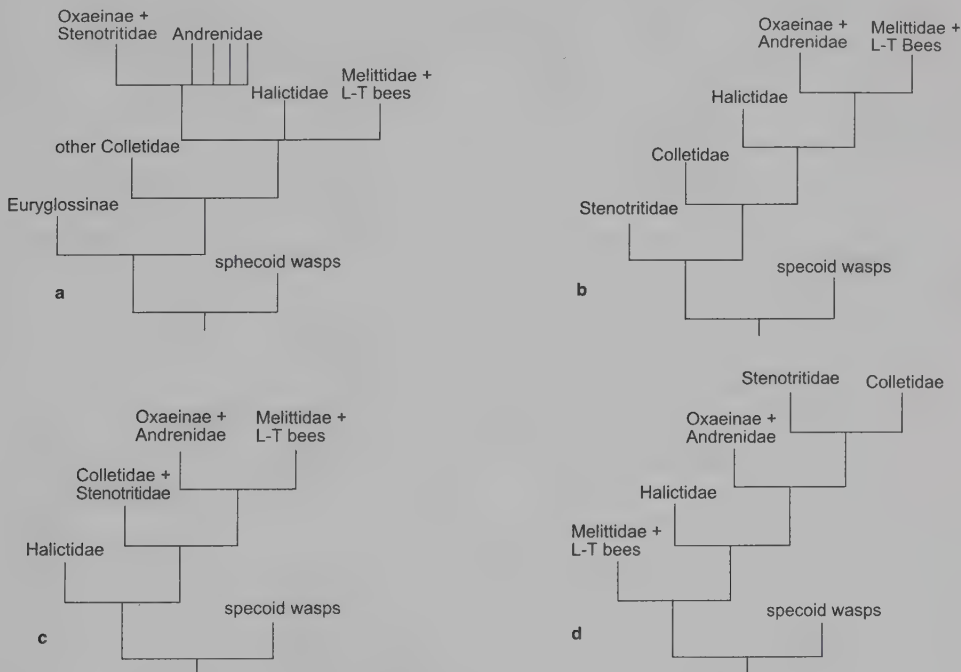 Oxaeinae +
Stenotritidae
Andrenidae
Halictidae
Melittidae +
L-T bees
other Colletidae
Euryglossinae
sphecoid wasps
a
Oxaeinae +
Andrenidae
Melittidae +
L-T Bees
Halictidae
Colletidae
Stenotritidae
specoid wasps
b
Oxaeinae +
Andrenidae
Melittidae +
L-T bees
Colletidae +
Stenotritidae
Halictidae
specoid wasps
c
Stenotritidae
Colletidae
Oxaeinae +
Andrenidae
Halictidae
Melittidae +
L-T bees
specoid wasps
d